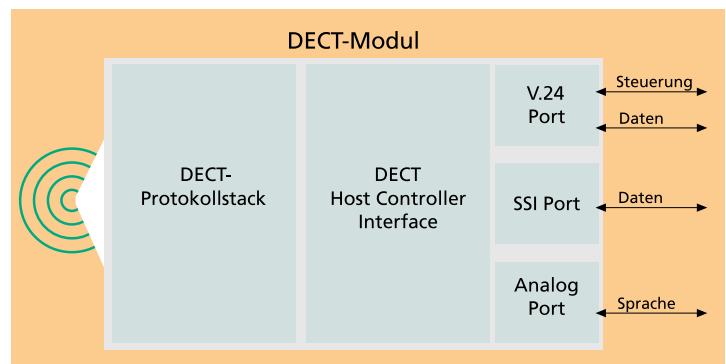 DECT-Modul
DECT-
Protokollstack
DECT
Host Controller
Interface
V.24
Port
SSI Port
Analog
Port
Steuerung
Daten
Daten
Sprache